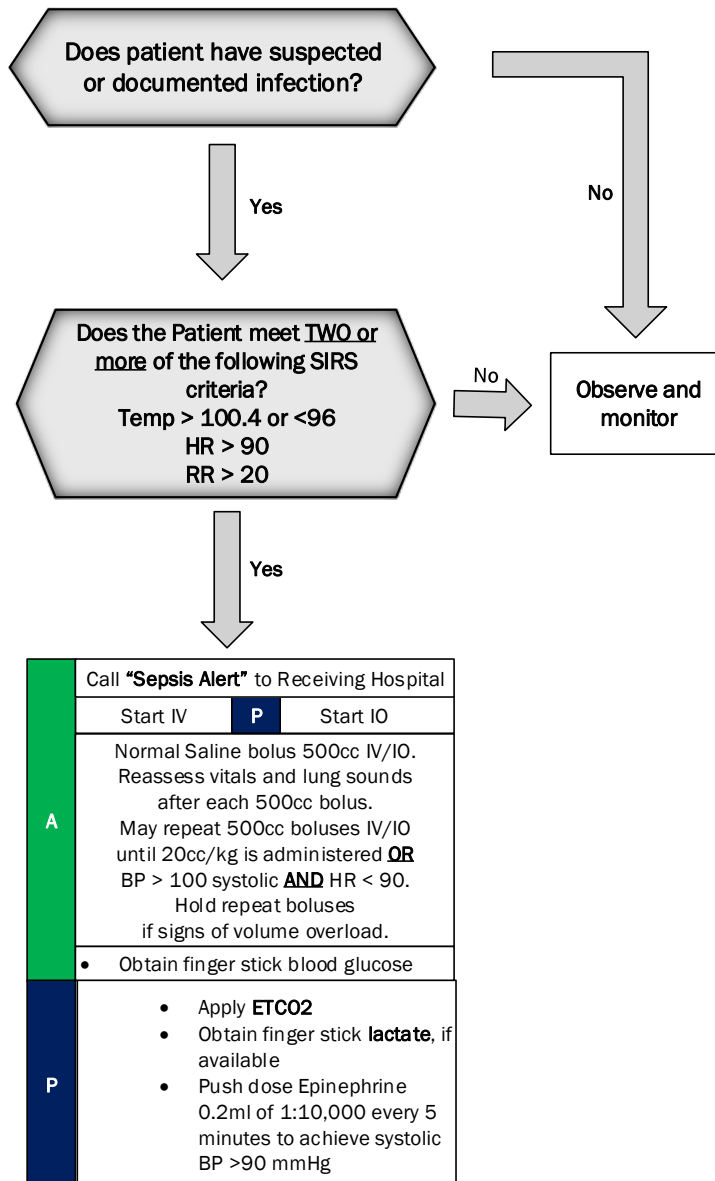 Does patient have suspected
or documented infection?
Yes
No
Does the Patient meet TWO or
more of the following SIRS
criteria?
Temp > 100.4 or <96
HR > 90
RR > 20
No
Observe and
monitor
Yes
A
Call “Sepsis Alert” to Receiving Hospital
Start IV P Start IO
Normal Saline bolus 500cc IV/IO.
Reassess vitals and lung sounds
after each 500cc bolus.
May repeat 500cc boluses IV/IO
until 20cc/kg is administered OR
BP > 100 systolic AND HR < 90.
Hold repeat boluses
if signs of volume overload.
• Obtain finger stick blood glucose
P
• Apply ETCO2
• Obtain finger stick lactate, if
available
• Push dose Epinephrine
0.2ml of 1:10,000 every 5
minutes to achieve systolic
BP >90 mmHg